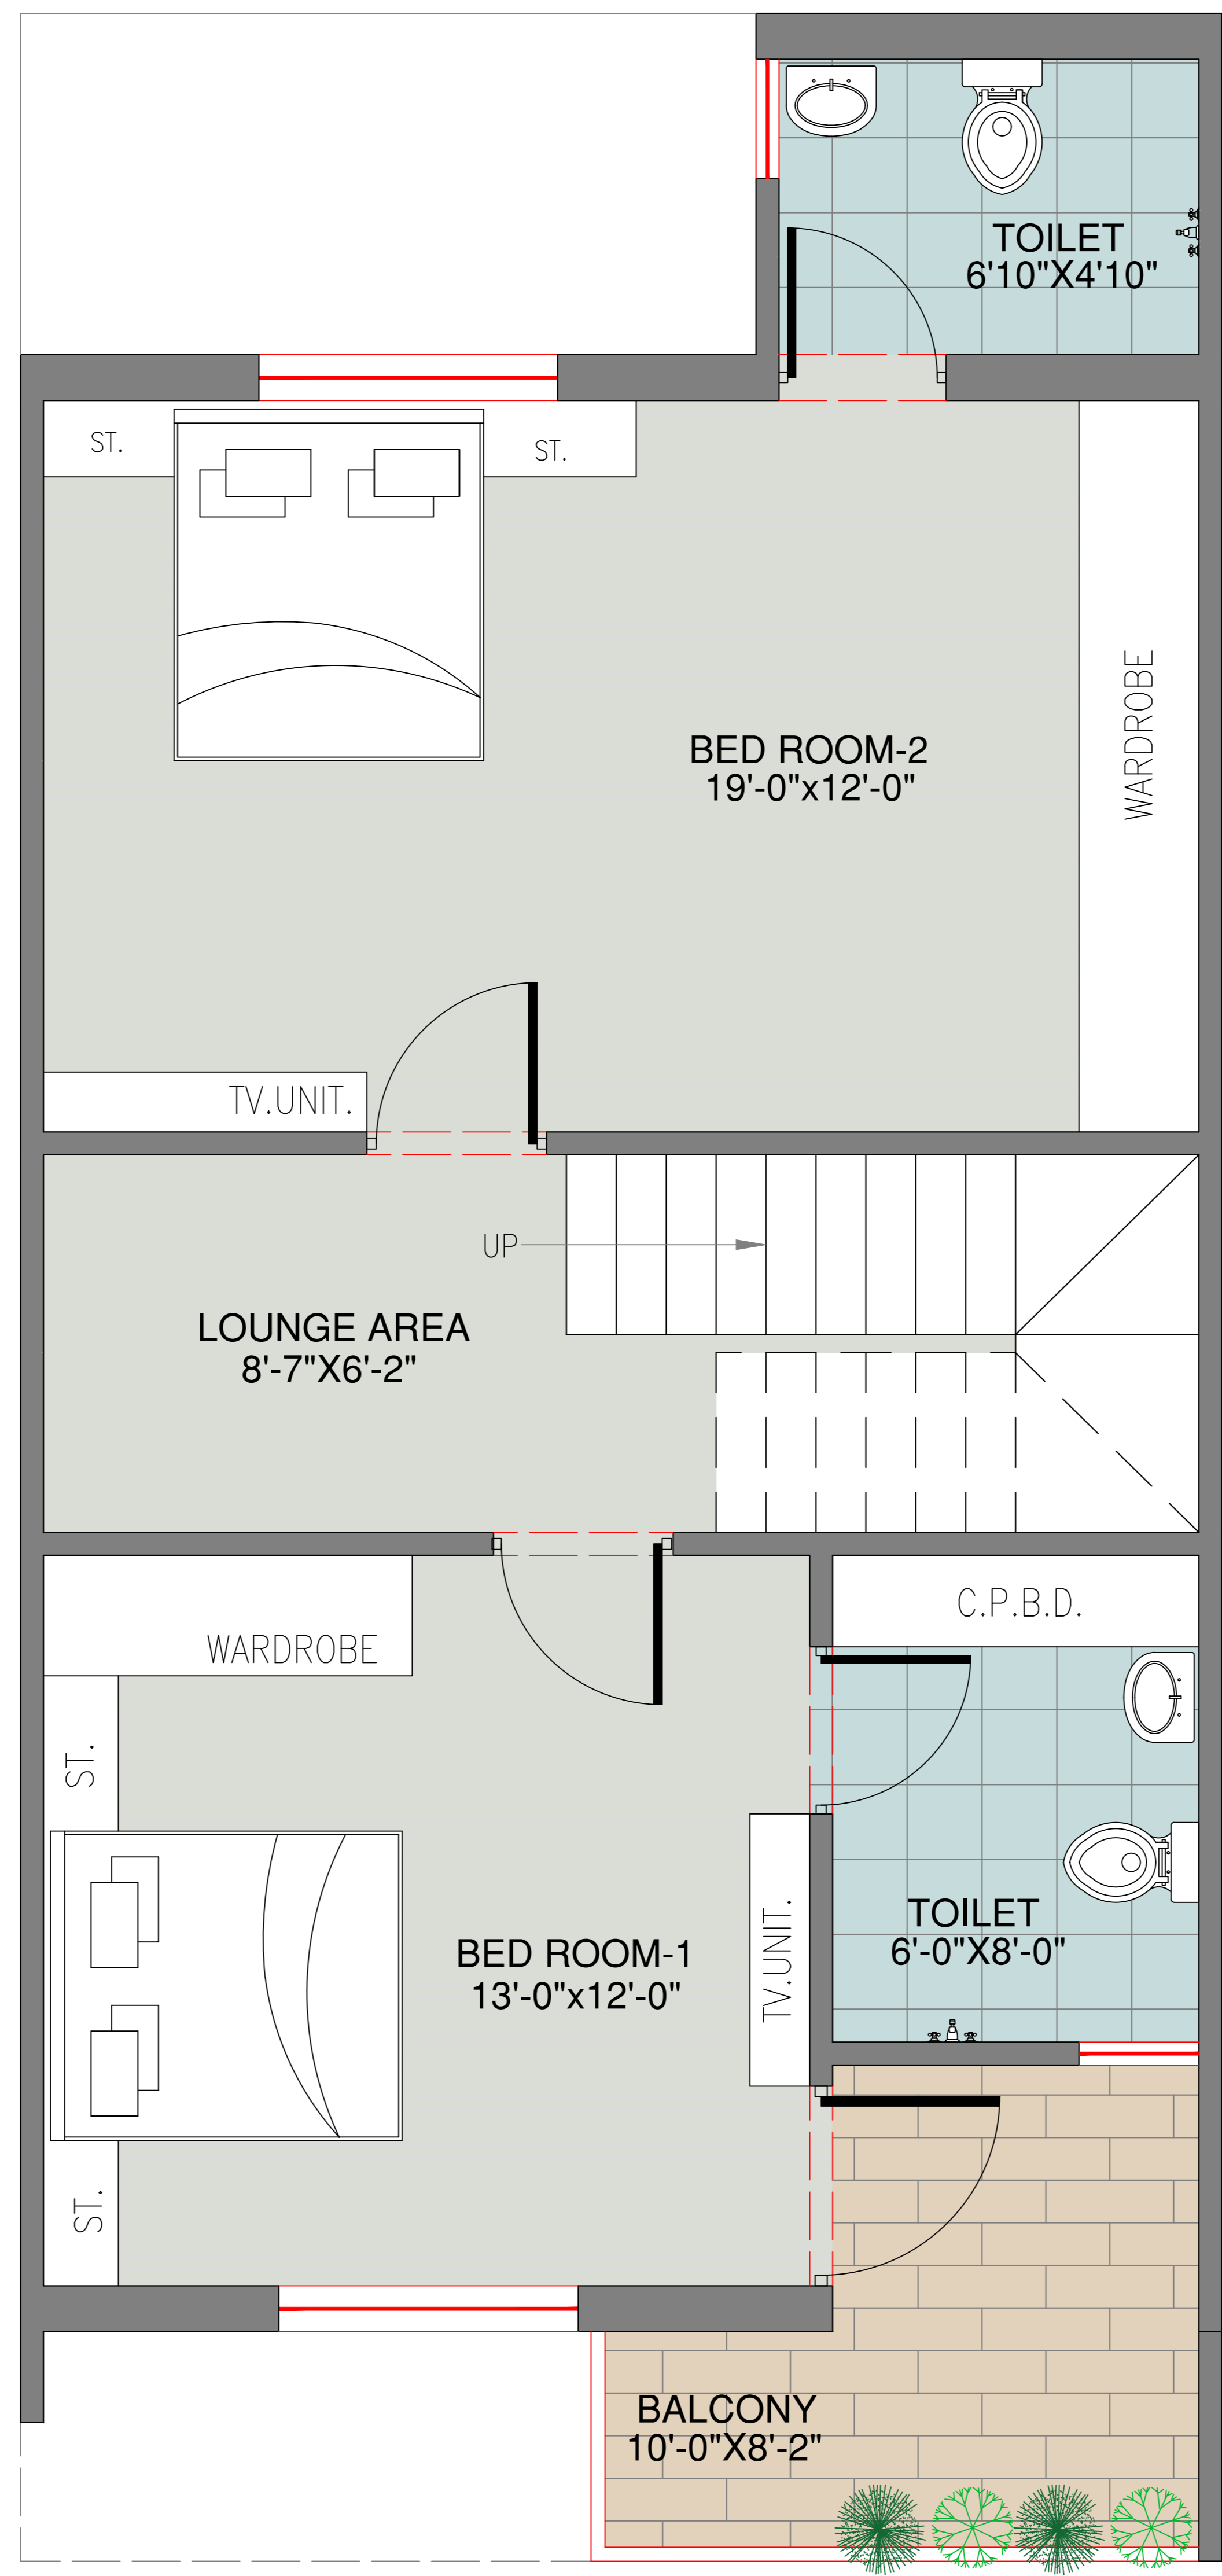 TOILET
6'10"X4'10"
ST.
ST.
WARDROBE
BED ROOM-2
19'-0"x12'-0"
TV.UNIT.
UP
LOUNGE AREA
8'-7"X6'-2"
C.P.B.D.
WARDROBE
ST.
TOILET
6'-0"X8'-0"
TV.UNIT.
BED ROOM-1
13'-0"x12'-0"
ST.
BALCONY
10'-0"X8'-2"